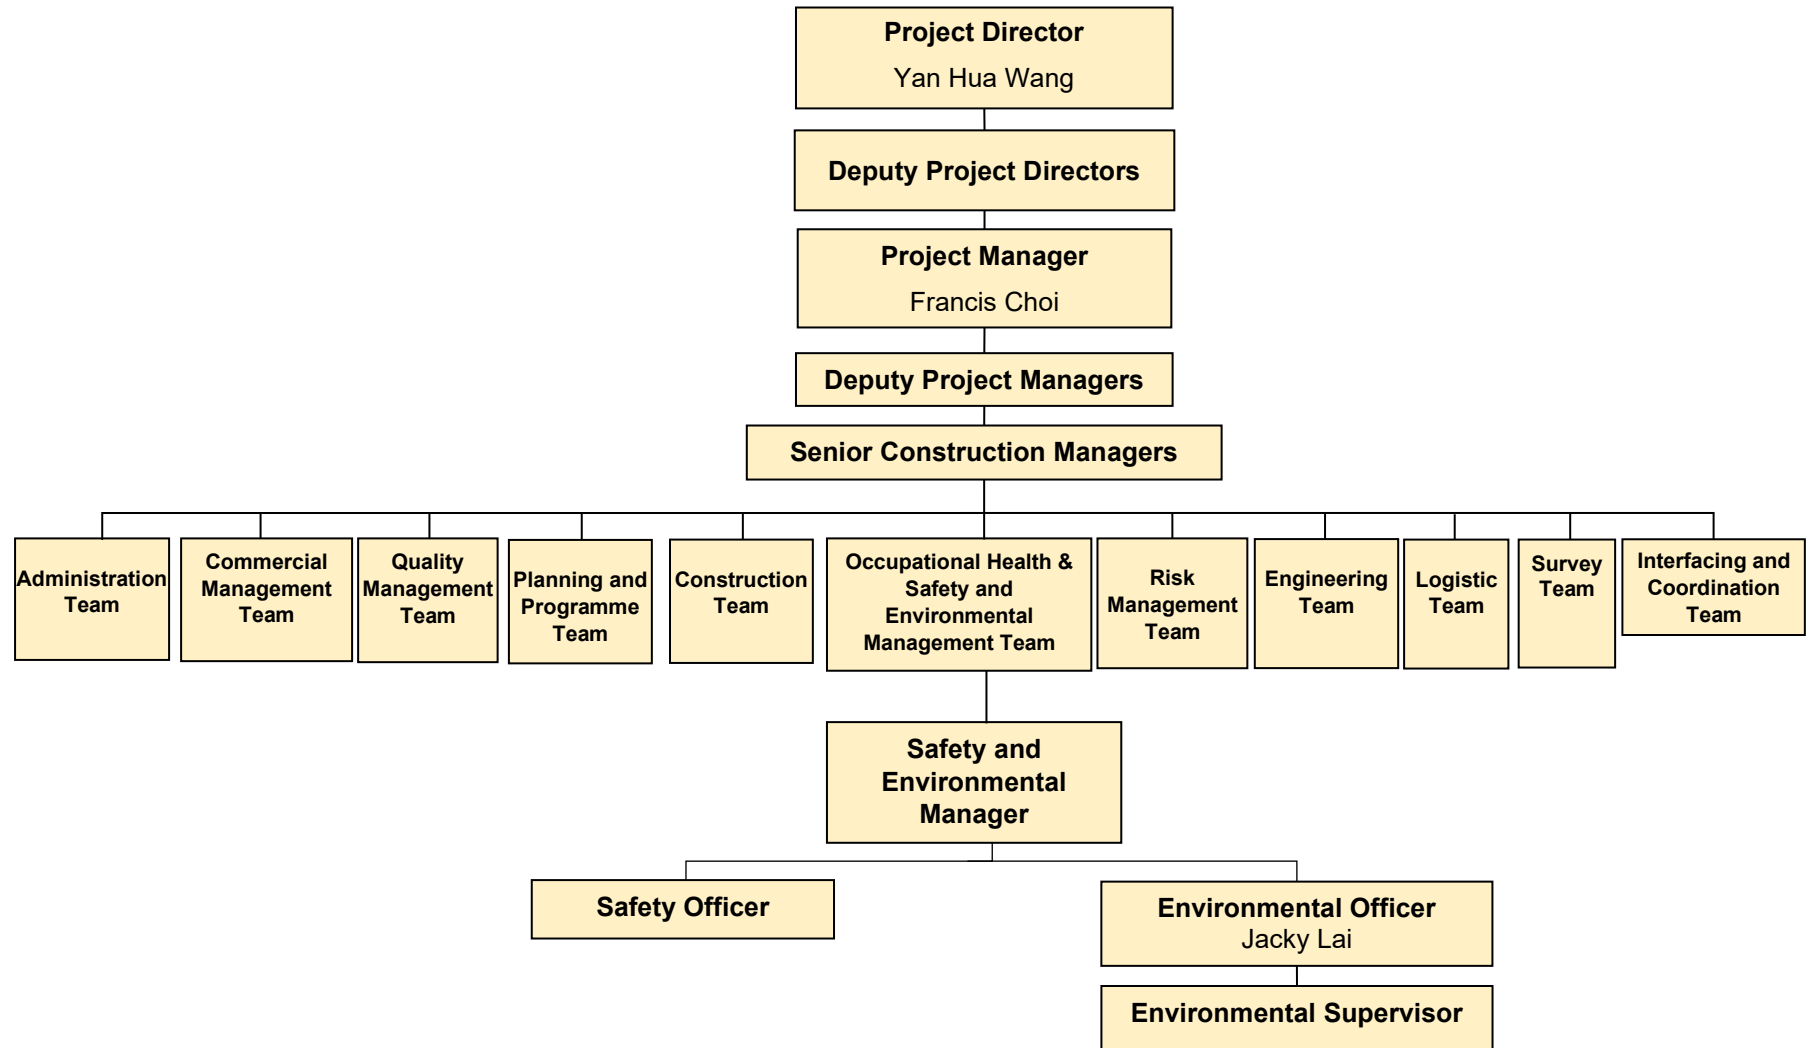 Project Director
Yan Hua Wang
Deputy Project Directors
Project Manager
Francis Choi
Deputy Project Managers
Senior Construction Managers
Administration
Team
Commercial
Management
Team
Quality
Management
Team
Planning and
Programme
Team
Construction
Team
Occupational Health &
Safety and
Environmental
Management Team
Risk
Management
Team
Engineering
Team
Logistic
Team
Survey
Team
Interfacing and
Coordination
Team
Safety and
Environmental
Manager
Safety Officer
Environmental Officer
Jacky Lai
Environmental Supervisor